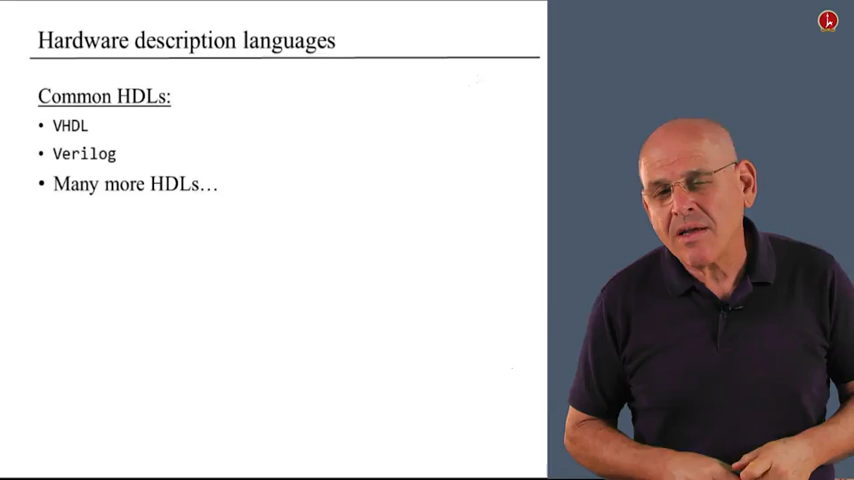 Hardware description languages
Common HDLs:
• VHDL
• Verilog
• Many more HDLs…